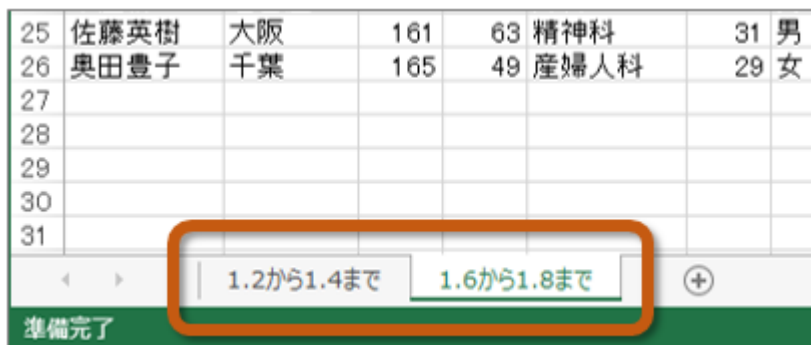 25 佐藤英樹 大阪 161 63 精神科 31 男
26 奥田豊子 千葉 165 49 産婦人科 29 女
27
28
29
30
31
1.2から1.4まで 1.6から1.8まで
準備完了